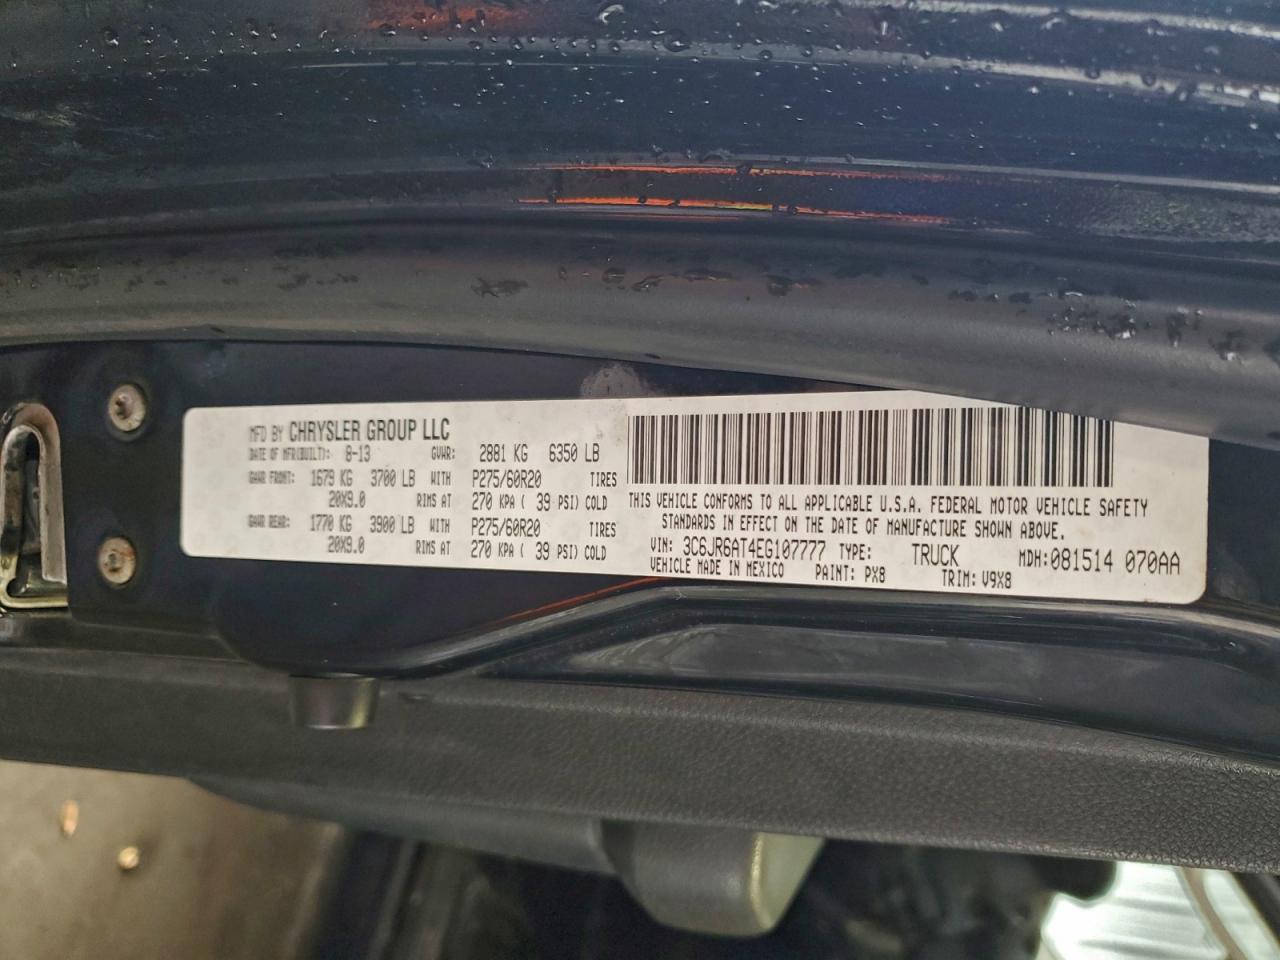 MFD BY CHRYSLER GROUP LLC
DATE OF MFR(BUILT): 8-13 GVWR: 2881 KG 6350 LB
GAWR FRONT: 1679 KG 3700 LB WITH P275/60R20 TIRES
20X9.0 RIMS AT 270 KPA ( 39 PSI) COLD
GAWR REAR: 1770 KG 3900 LB WITH P275/60R20 TIRES
20X9.0 RIMS AT 270 KPA ( 39 PSI) COLD
THIS VEHICLE CONFORMS TO ALL APPLICABLE U.S.A. FEDERAL MOTOR VEHICLE SAFETY
STANDARDS IN EFFECT ON THE DATE OF MANUFACTURE SHOWN ABOVE.
VIN: 3C6JR6AT4EG107777 TYPE: TRUCK MDH:081514 070AA
VEHICLE MADE IN MEXICO PAINT: PX8 TRIM: V9X8